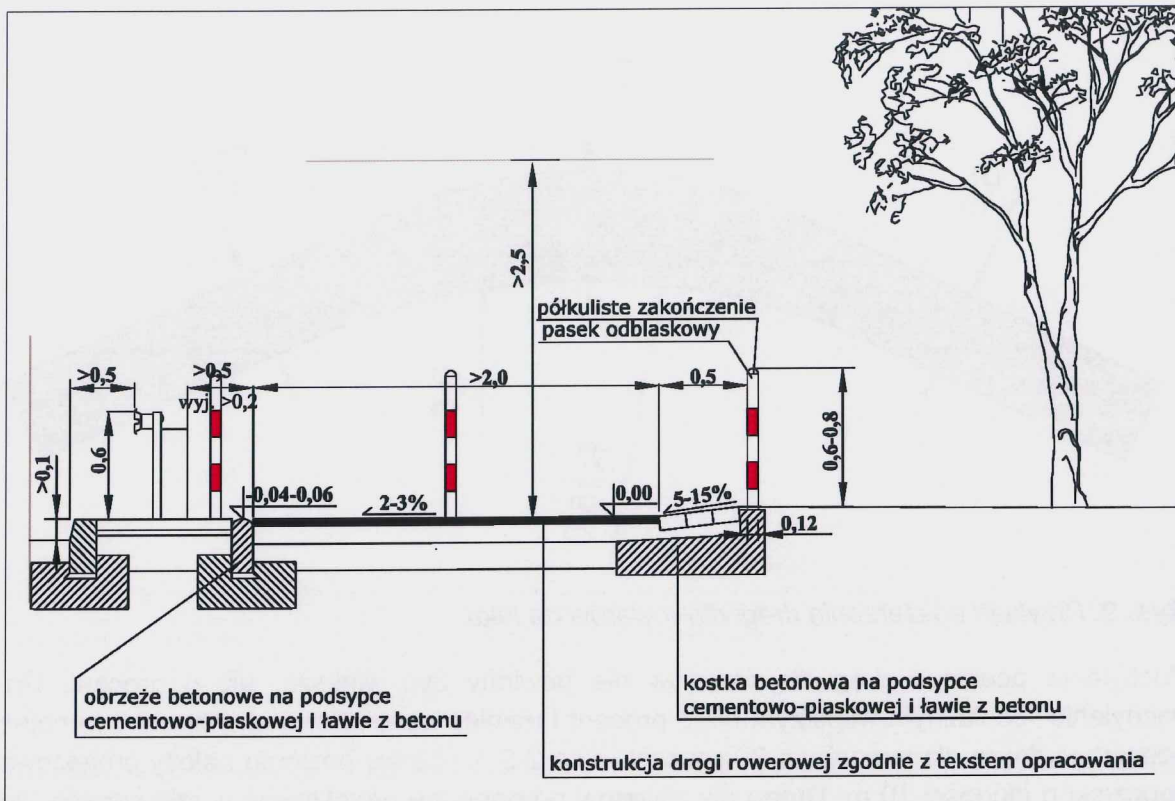 >2,5
półkuliste zakończenie
pasek odblaskowy
>0,5
>0,5
wyj. >0,2
>2,0
0,5
0,6
>0,1
0,6-0,8
-0,04-0,06
2-3%
0,00
5-15%
0,12
obrzeże betonowe na podsypce
cementowo-piaskowej i ławie z betonu
kostka betonowa na podsypce
cementowo-piaskowej i ławie z betonu
konstrukcja drogi rowerowej zgodnie z tekstem opracowania